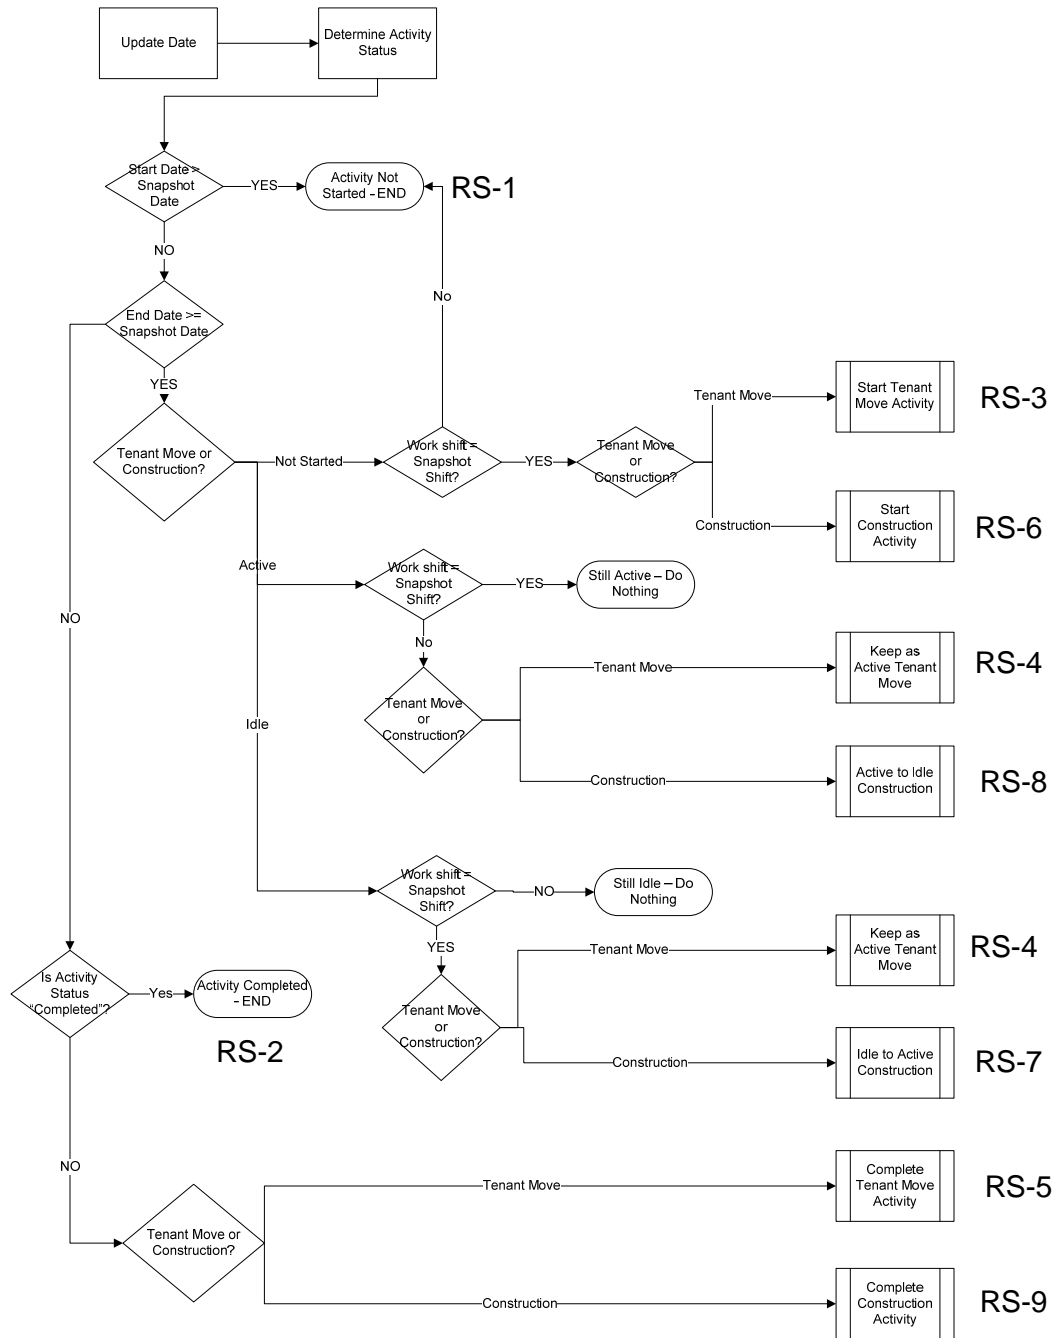 Update Date
Determine Activity
Status
Start Date >
Snapshot
Date
YES
Activity Not
Started – END
RS-1
NO
No
End Date >=
Snapshot Date
YES
Tenant Move or
Construction?
Not Started
Work shift =
Snapshot
Shift?
YES
Tenant Move
or
Construction?
Tenant Move
Start Tenant
Move Activity
RS-3
Construction
Start
Construction
Activity
RS-6
Active
Work shift =
Snapshot
Shift?
YES
Still Active – Do
Nothing
NO
No
Tenant Move
or
Construction?
Tenant Move
Keep as
Active Tenant
Move
RS-4
Idle
Construction
Active to Idle
Construction
RS-8
Work shift =
Snapshot
Shift?
NO
Still Idle – Do
Nothing
YES
Tenant Move
or
Construction?
Tenant Move
Keep as
Active Tenant
Move
RS-4
Construction
Idle to Active
Construction
RS-7
Is Activity
Status
"Completed"?
Yes
Activity Completed
– END
RS-2
NO
Tenant Move or
Construction?
Tenant Move
Complete
Tenant Move
Activity
RS-5
Construction
Complete
Construction
Activity
RS-9